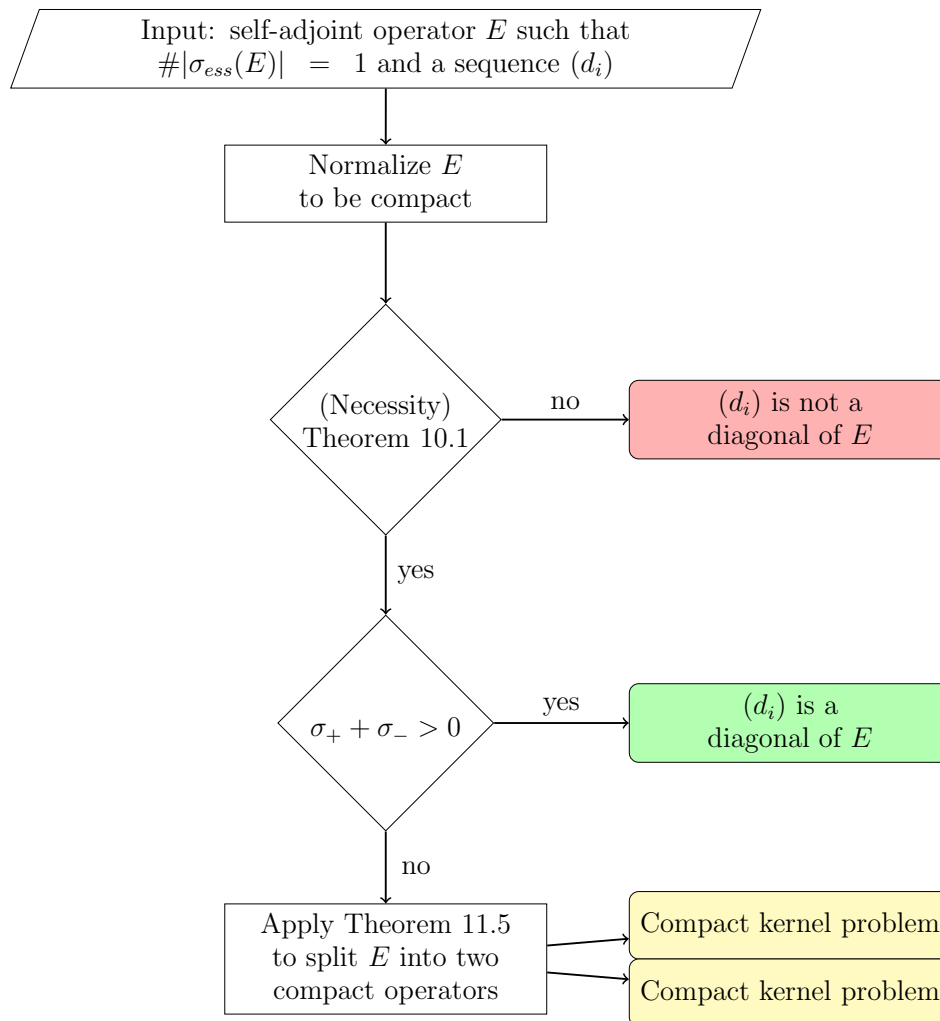 Input: self-adjoint operator E such that
#|σ_{ess}(E)| = 1 and a sequence (d_i)
Normalize E
to be compact
(Necessity)
Theorem 10.1
no
(d_i) is not a
diagonal of E
yes
σ_+ + σ_- > 0
yes
(d_i) is a
diagonal of E
no
Apply Theorem 11.5
to split E into two
compact operators
Compact kernel problem
Compact kernel problem